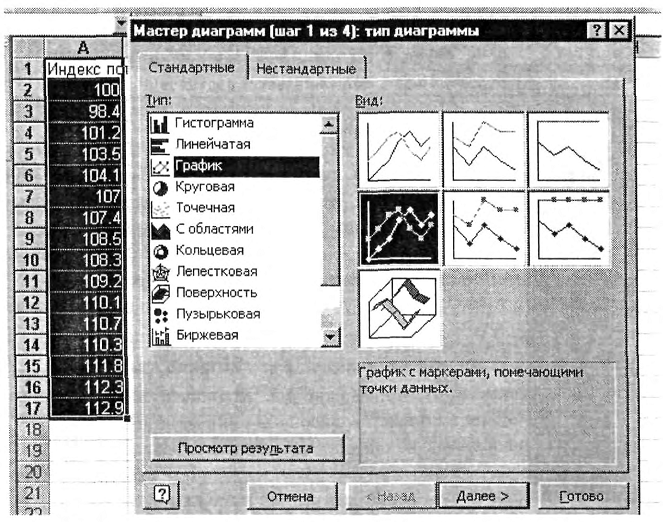 Мастер диаграмм (шаг 1 из 4): тип диаграммы
A
1 Индекс пот
2 100
3 98.4
4 101.2
5 103.5
6 104.1
7 107
8 107.4
9 108.5
10 108.3
11 109.2
12 110.1
13 110.7
14 110.3
15 111.8
16 112.3
17 112.9
18
19
20
21
22
Стандартные Нестандартные
Тип:
Гистограмма
Линейчатая
График
Круговая
Точечная
С областями
Кольцевая
Лепестковая
Поверхность
Пузырьковая
Биржевая
Вид:
График с маркерами, помечающими
точки данных.
Просмотр результата
Отмена < Назад Далее > Готово